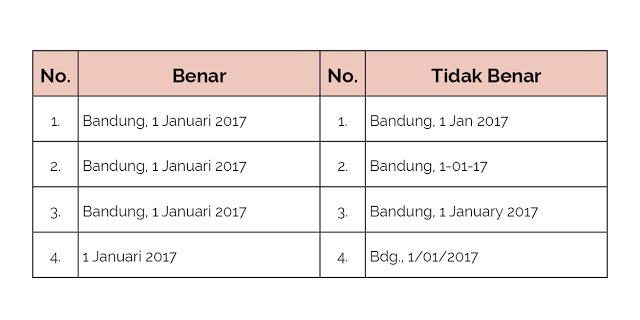 No. Benar No. Tidak Benar
1. Bandung, 1 Januari 2017 1. Bandung, 1 Jan 2017
2. Bandung, 1 Januari 2017 2. Bandung, 1-01-17
3. Bandung, 1 Januari 2017 3. Bandung, 1 January 2017
4. 1 Januari 2017 4. Bdg., 1/01/2017